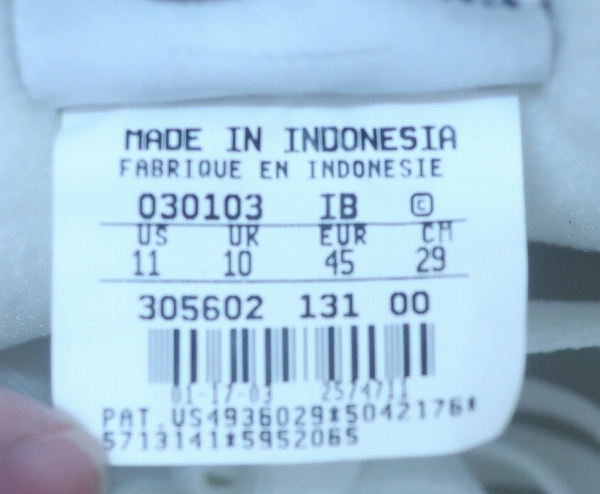 MADE IN INDONESIA
FABRIQUE EN INDONESIE
030103 IB ©
US UK EUR CM
11 10 45 29
305602 131 00
01-17-03 2574711
PAT. US4936029*5042176*
5713141*5952065